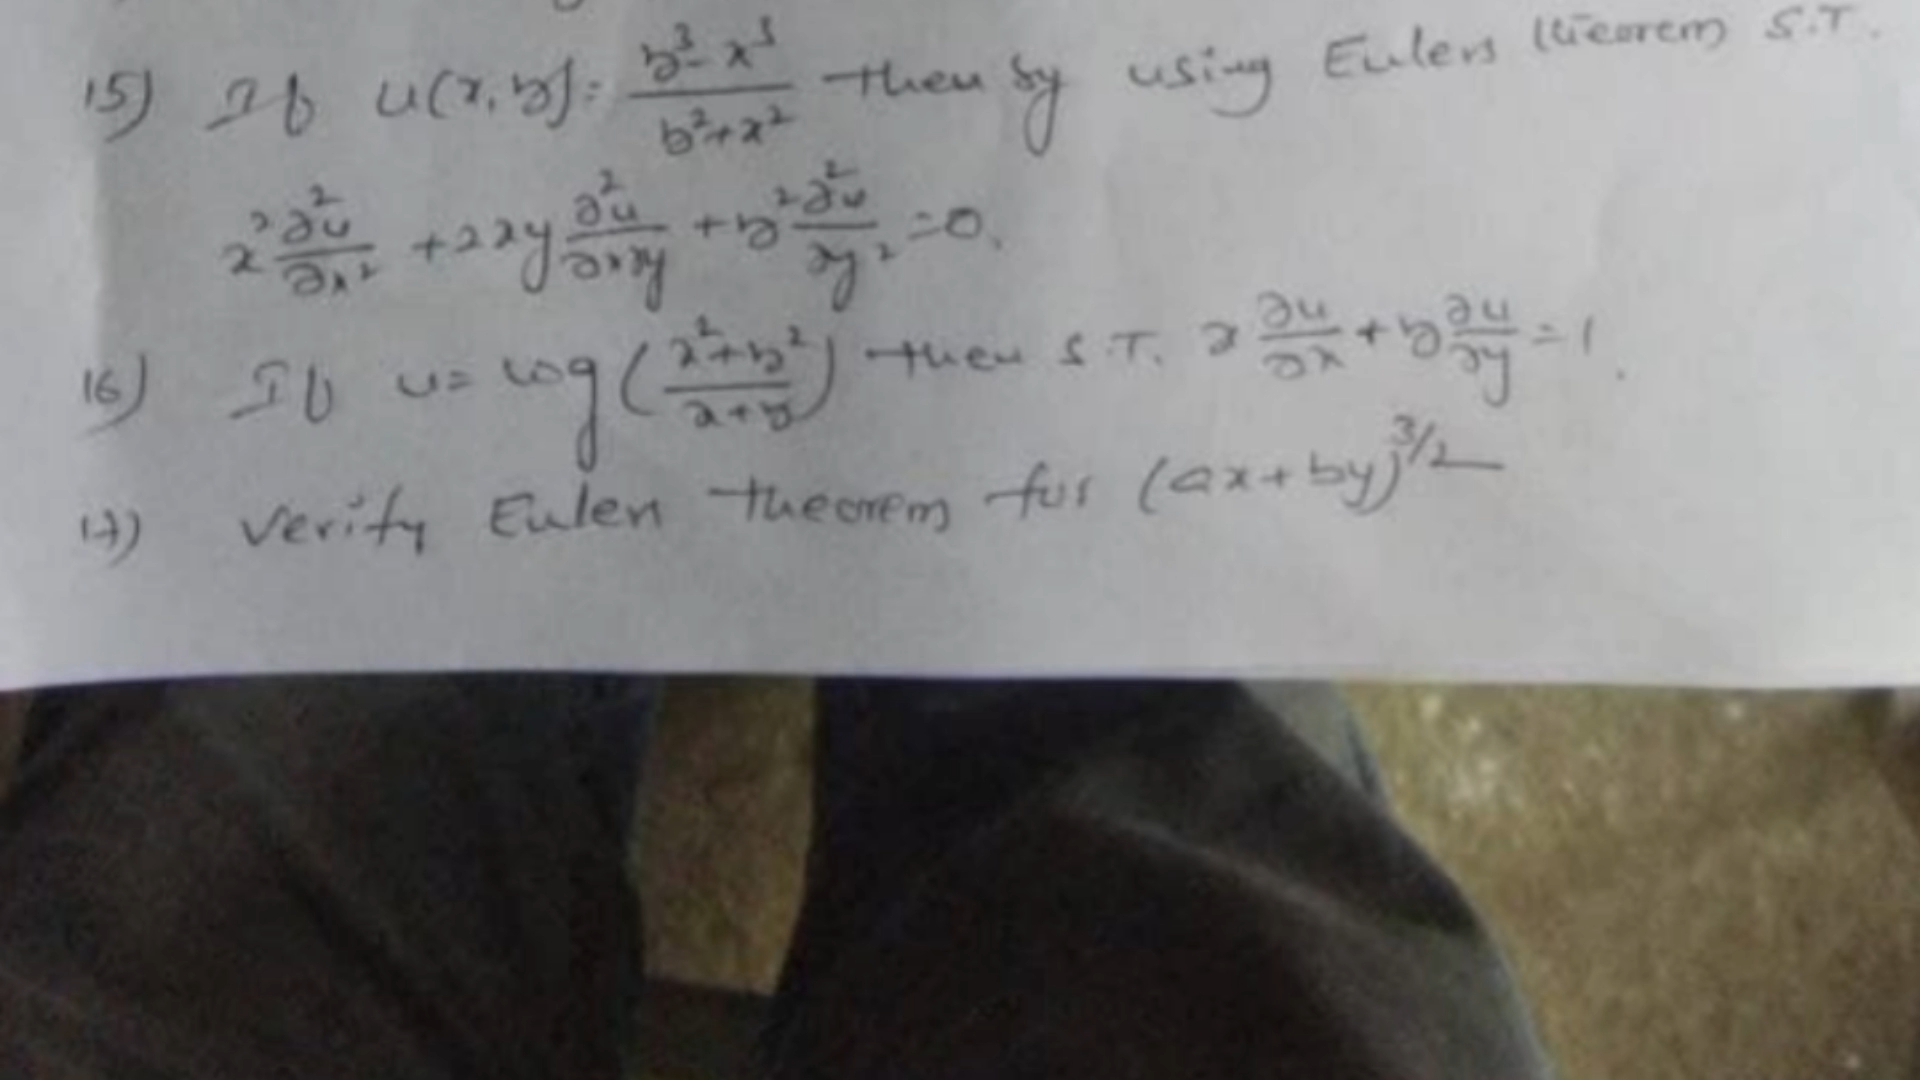 15) If u(x,y) = y³-x³/y²+x² then by using Eulers theorem S.T.
x² ∂²u/∂x² + 2xy ∂²u/∂x∂y + y² ∂²u/∂y² = 0.
16) If u = log(x²+y²/x+y) then S.T. x ∂u/∂x + y ∂u/∂y = 1.
17) Verify Eulers theorem for (ax+by)^3/2